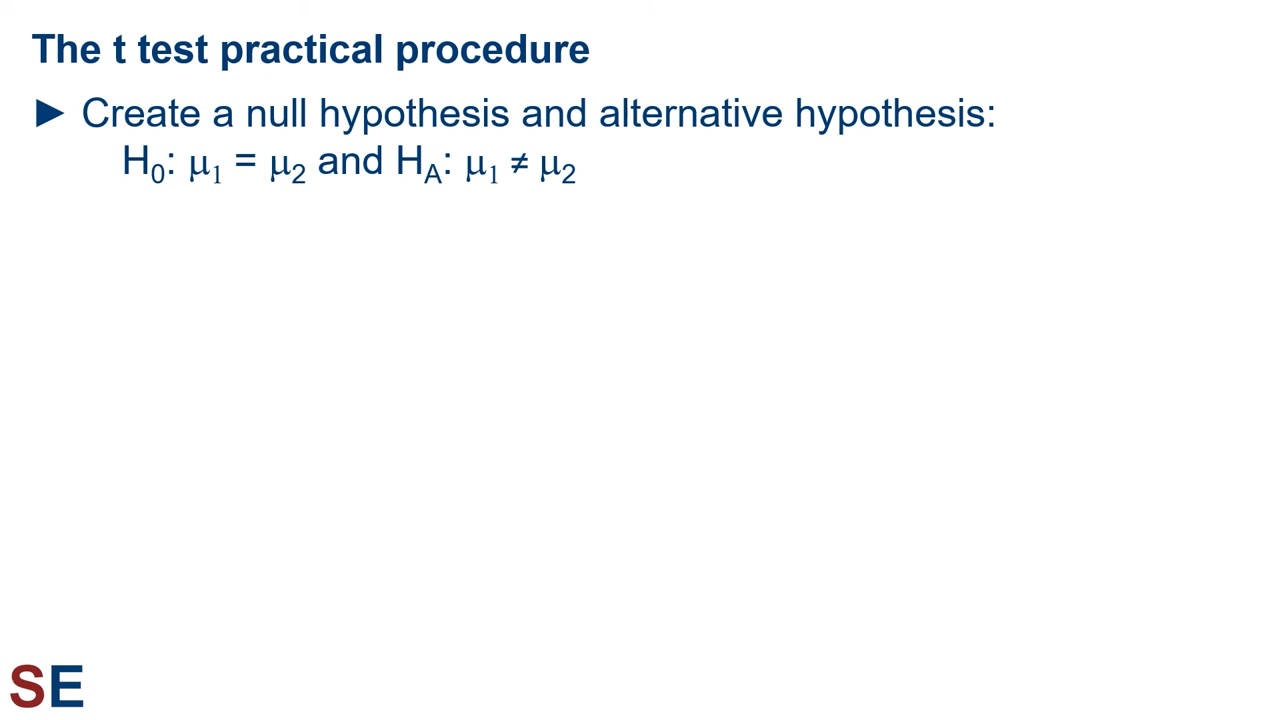 The t test practical procedure
► Create a null hypothesis and alternative hypothesis:
H₀: μ₁ = μ₂ and Hₐ: μ₁ ≠ μ₂
SE